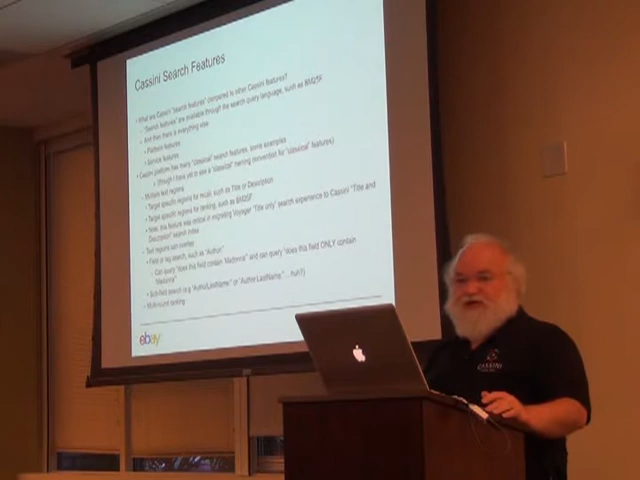 Cassini Search Features
• What are Cassini "search features" compared to other Cassini features?
– "Search features" are available through the search query language, such as BM25F
– And then there is everything else
• Platform features
• Service features
• Cassini platform has many "classical" search features, some examples
• (though I have yet to see a "classical" naming convention for "classical" features)
– Multiple text regions
• Target specific regions for recall, such as Title or Description
• Target specific regions for ranking, such as BM25F
• Note: this feature was critical in migrating Voyager "Title only" search experience to Cassini "Title and
Description" search index
– Text regions can overlap
• Field or tag search, such as "Author"
– Can query "does this field contain 'Madonna'" and can query "does this field ONLY contain
'Madonna'"
• Sub-field search (e.g "Author/LastName" or "Author:LastName," ... huh?)
– Multi-round ranking
ebay
CASSINI